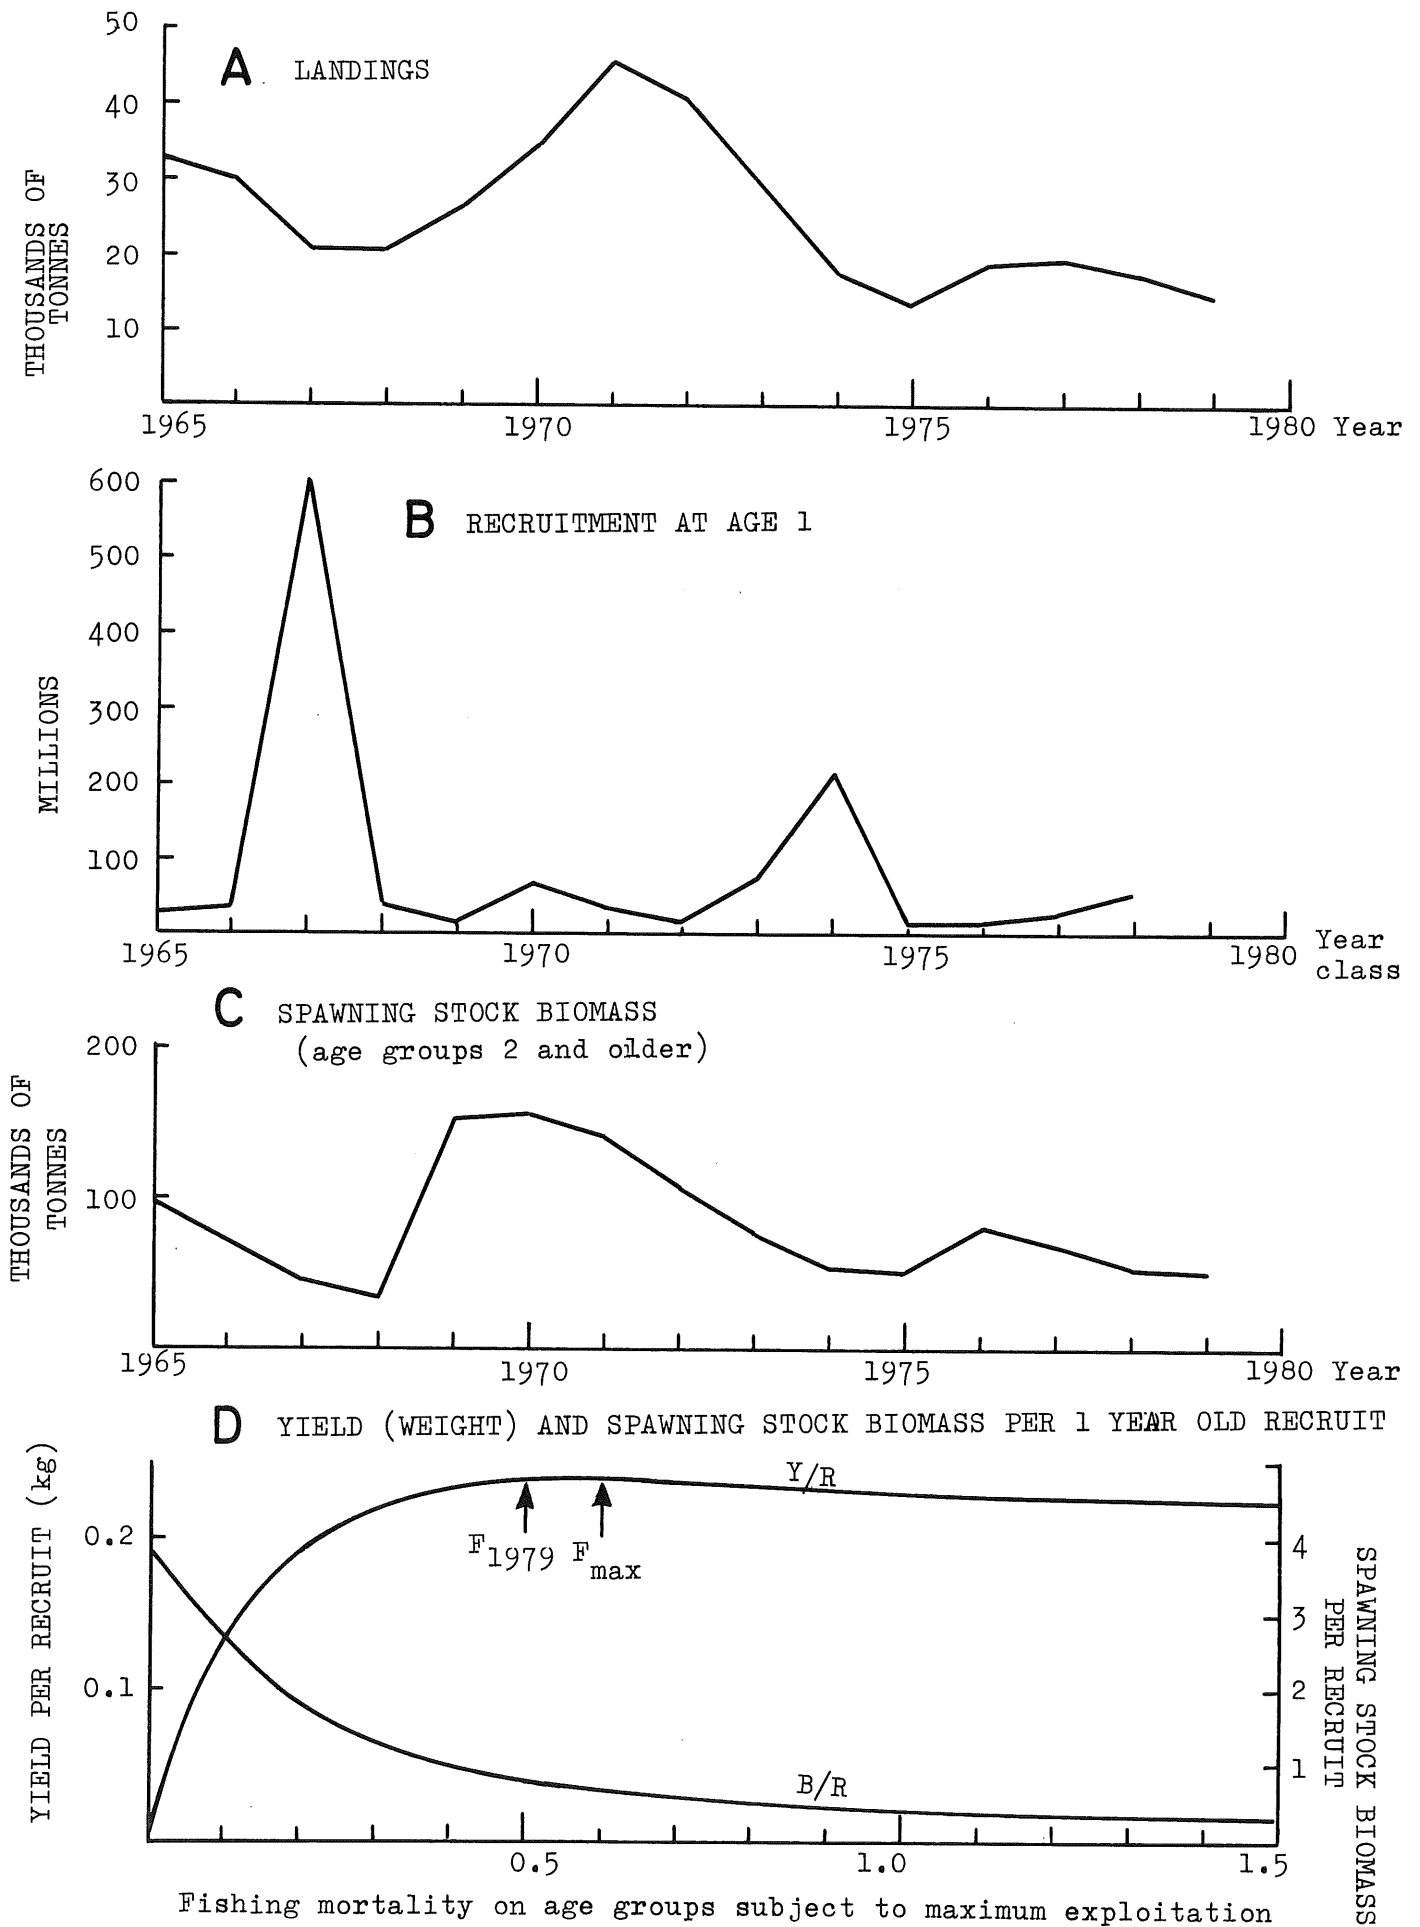 50
A LANDINGS
40
30
20
10
THOUSANDS OF
TONNES
1965 1970 1975 1980 Year
600
B RECRUITMENT AT AGE 1
500
400
300
200
100
MILLIONS
1965 1970 1975 1980 Year
class
C SPAWNING STOCK BIOMASS
(age groups 2 and older)
200
100
THOUSANDS OF
TONNES
1965 1970 1975 1980 Year
D YIELD (WEIGHT) AND SPAWNING STOCK BIOMASS PER 1 YEAR OLD RECRUIT
YIELD PER RECRUIT (kg)
Y/R
0.2
F1979 Fmax
4
3
0.1
2
1
B/R
SPAWNING STOCK BIOMASS
PER RECRUIT
0.5 1.0 1.5
Fishing mortality on age groups subject to maximum exploitation